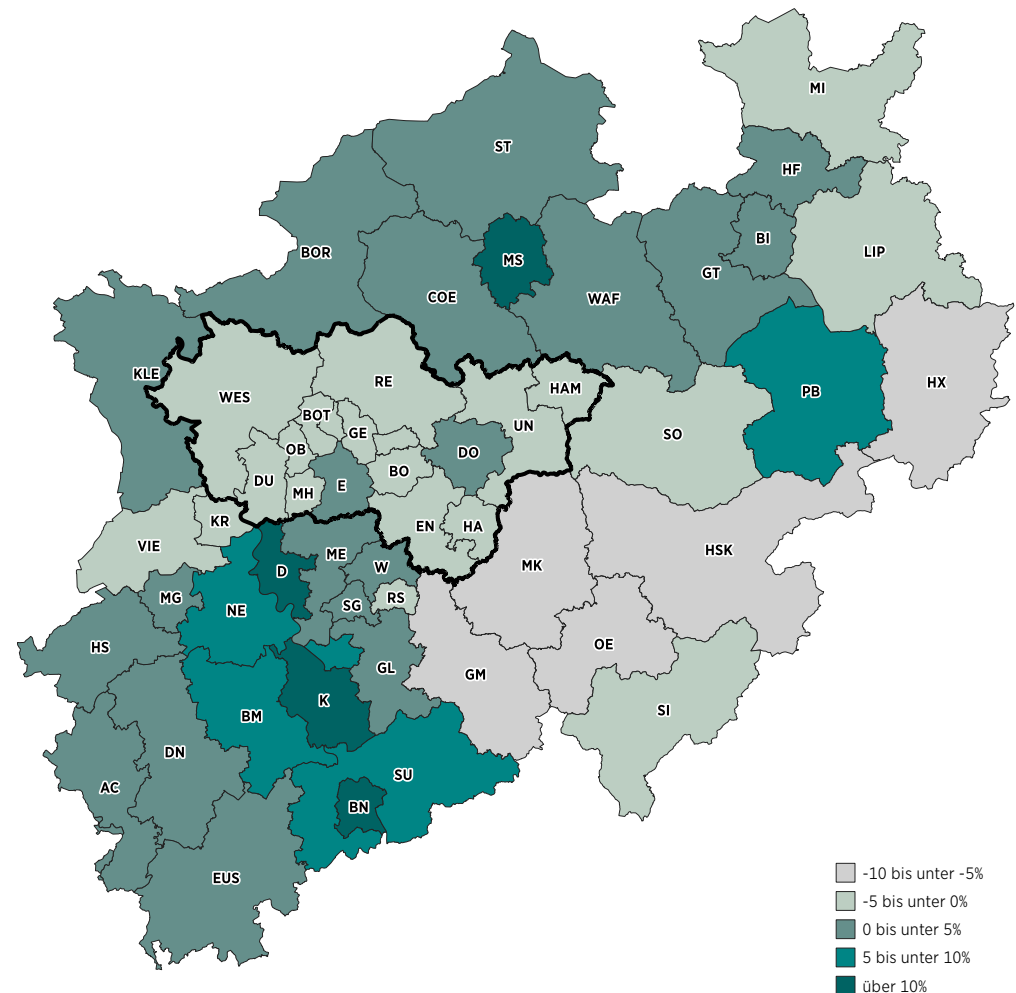 MI
ST
HF
BI
BOR
MS
LIP
GT
COE
WAF
KLE
RE
HX
HAM
PB
WES
BOT
UN
GE
SO
OB
DO
BO
DU
E
MH
KR
EN
HA
VIE
ME
HSK
MK
W
D
MG
RS
SG
NE
HS
OE
GL
GM
K
SI
BM
DN
SU
AC
BN
EUS
-10 bis unter -5%
-5 bis unter 0%
0 bis unter 5%
5 bis unter 10%
über 10%